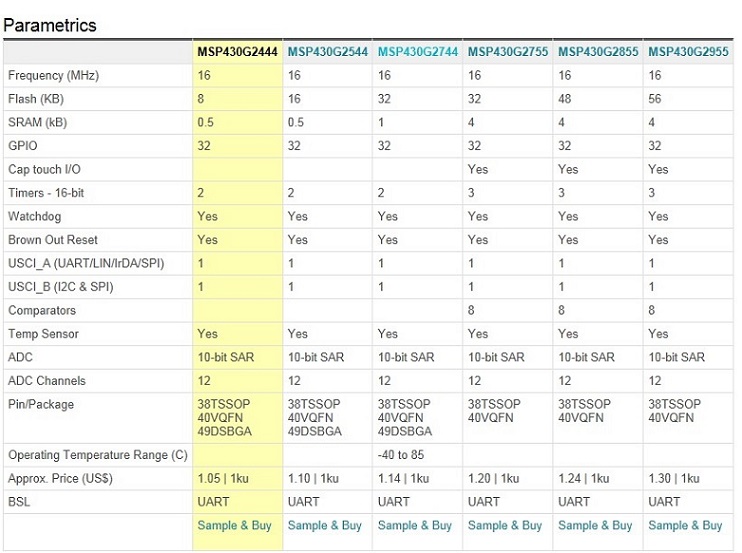 Parametrics
MSP430G2444 MSP430G2544 MSP430G2744 MSP430G2755 MSP430G2855 MSP430G2955
Frequency (MHz) 16 16 16 16 16 16
Flash (KB) 8 16 32 32 48 56
SRAM (kB) 0.5 0.5 1 4 4 4
GPIO 32 32 32 32 32 32
Cap touch I/O Yes Yes Yes
Timers - 16-bit 2 2 2 3 3 3
Watchdog Yes Yes Yes Yes Yes Yes
Brown Out Reset Yes Yes Yes Yes Yes Yes
USCI_A (UART/LIN/IrDA/SPI) 1 1 1 1 1 1
USCI_B (I2C & SPI) 1 1 1 1 1 1
Comparators 8 8 8
Temp Sensor Yes Yes Yes Yes Yes Yes
ADC 10-bit SAR 10-bit SAR 10-bit SAR 10-bit SAR 10-bit SAR 10-bit SAR
ADC Channels 12 12 12 12 12 12
Pin/Package 38TSSOP 38TSSOP 38TSSOP 38TSSOP 38TSSOP 38TSSOP
40VQFN 40VQFN 40VQFN 40VQFN 40VQFN 40VQFN
49DSBGA 49DSBGA 49DSBGA
Operating Temperature Range (C) -40 to 85
Approx. Price (US$) 1.05 | 1ku 1.10 | 1ku 1.14 | 1ku 1.20 | 1ku 1.24 | 1ku 1.30 | 1ku
BSL UART UART UART UART UART UART
Sample & Buy Sample & Buy Sample & Buy Sample & Buy Sample & Buy Sample & Buy